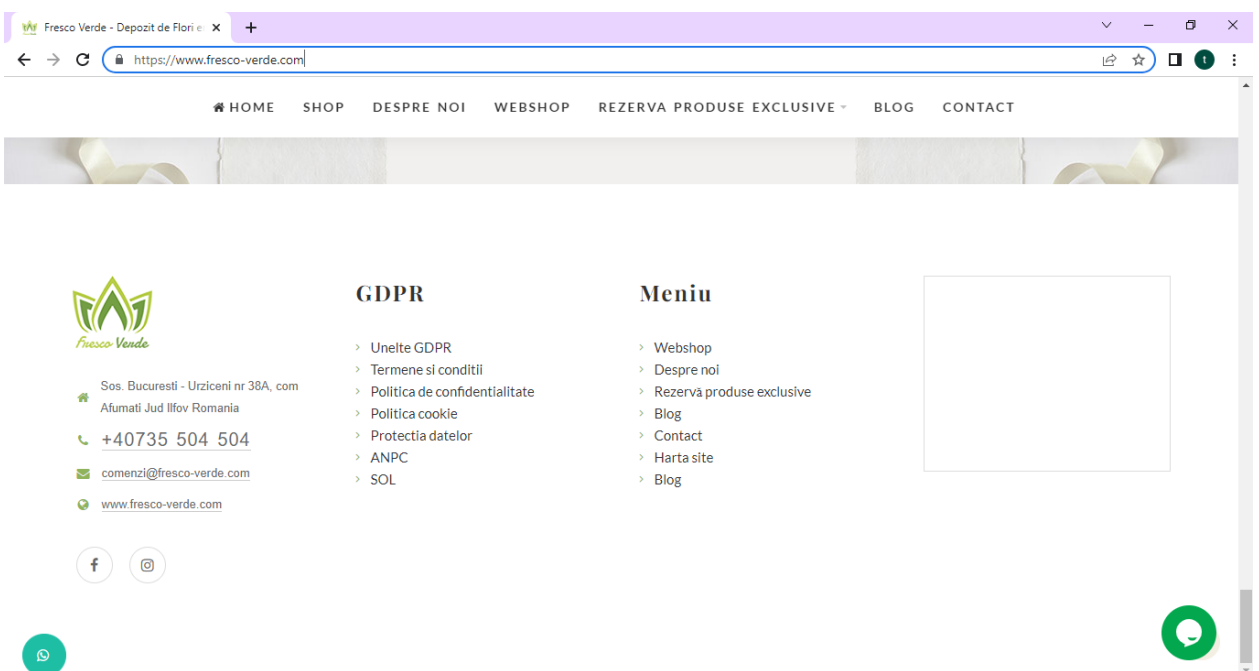 Fresco Verde - Depozit de Flori e
https://www.fresco-verde.com
t
HOME SHOP DESPRE NOI WEBSHOP REZERVA PRODUSE EXCLUSIVE BLOG CONTACT
Fresco Verde
Sos. Bucuresti - Urziceni nr 38A, com
Afumati Jud Ilfov Romania
+40735 504 504
comenzi@fresco-verde.com
www.fresco-verde.com
GDPR
Unelte GDPR
Termene si conditii
Politica de confidentialitate
Politica cookie
Protectia datelor
ANPC
SOL
Meniu
Webshop
Despre noi
Rezervă produse exclusive
Blog
Contact
Harta site
Blog